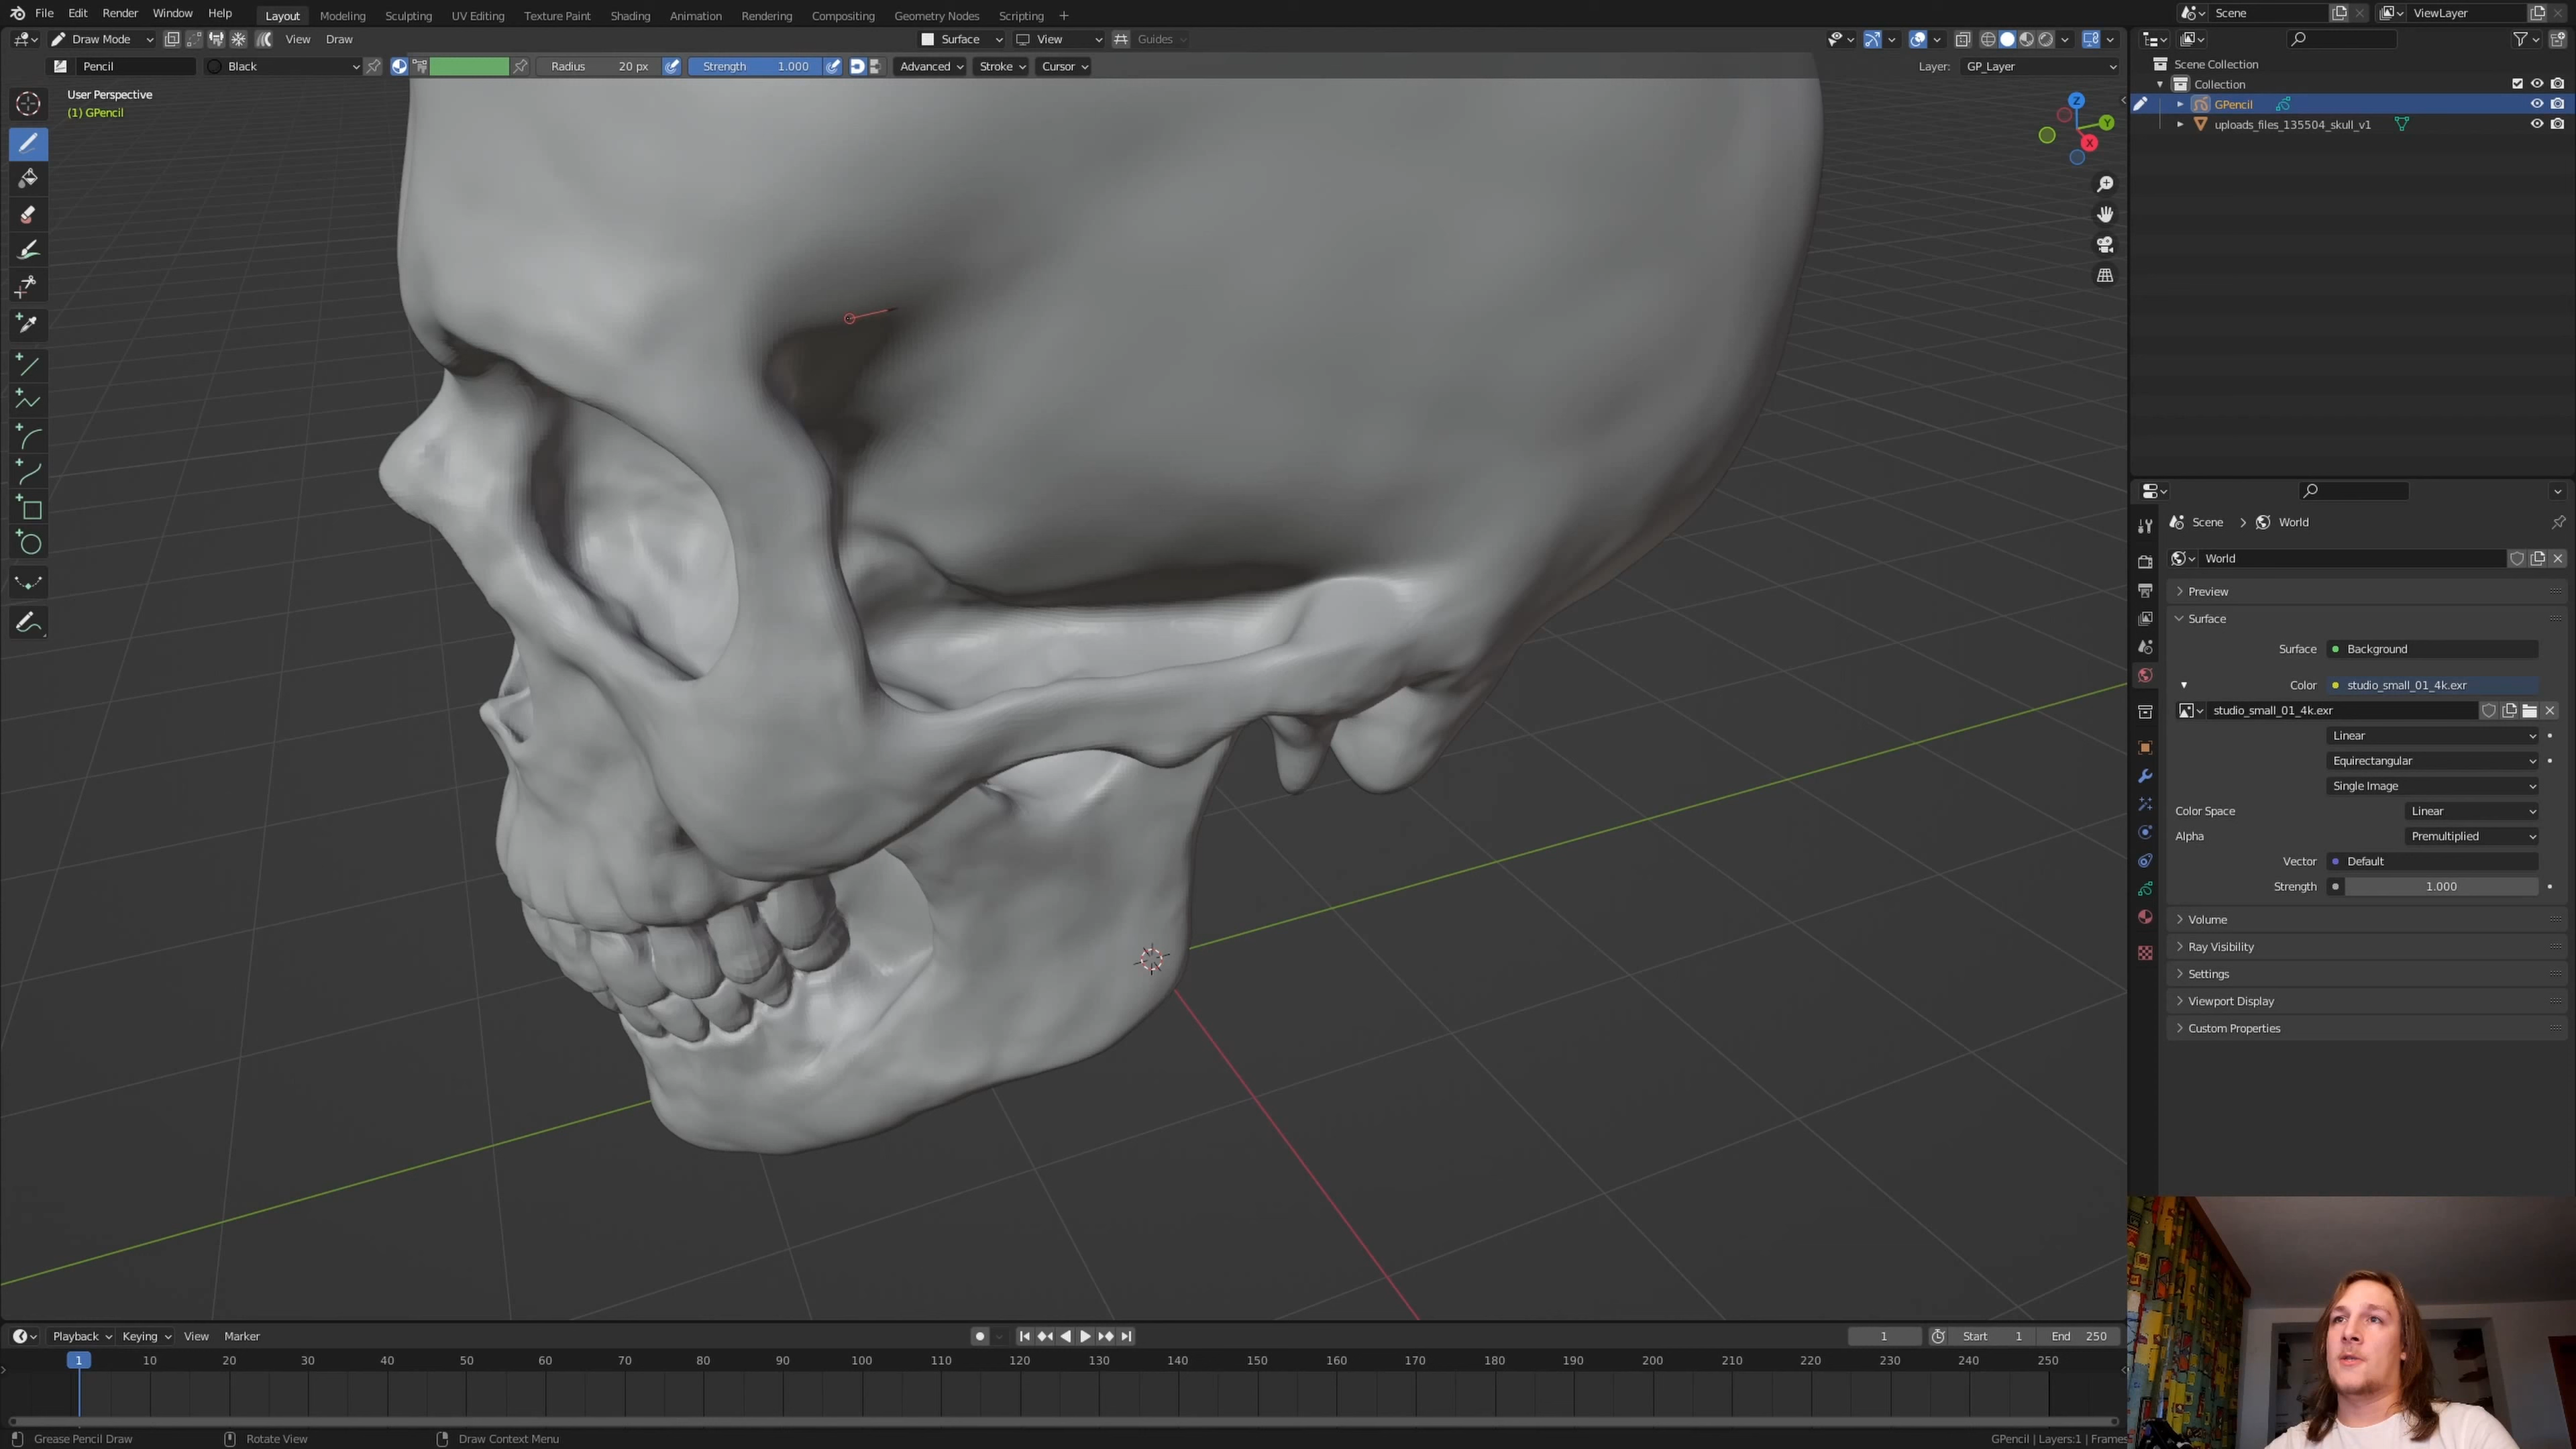 File Edit Render Window Help Layout Modeling Sculpting UV Editing Texture Paint Shading Animation Rendering Compositing Geometry Nodes Scripting + Scene ViewLayer
Draw Mode View Draw Surface View Guides
Pencil Black Radius 20 px Strength 1.000 Advanced Stroke Cursor Layer: GP_Layer
User Perspective
(1) GPencil
Z
Y
X
Scene Collection
Collection
GPencil
uploads_files_135504_skull_v1
Scene > World
World
Preview
Surface
Surface Background
Color studio_small_01_4k.exr
studio_small_01_4k.exr
Linear
Equirectangular
Single Image
Color Space Linear
Alpha Premultiplied
Vector Default
Strength 1.000
Volume
Ray Visibility
Settings
Viewport Display
Custom Properties
Playback Keying View Marker 1 Start 1 End 250
1 10 20 30 40 50 60 70 80 90 100 110 120 130 140 150 160 170 180 190 200 210 220 230 240 250
Grease Pencil Draw Rotate View Draw Context Menu GPencil | Layers:1 | Frames